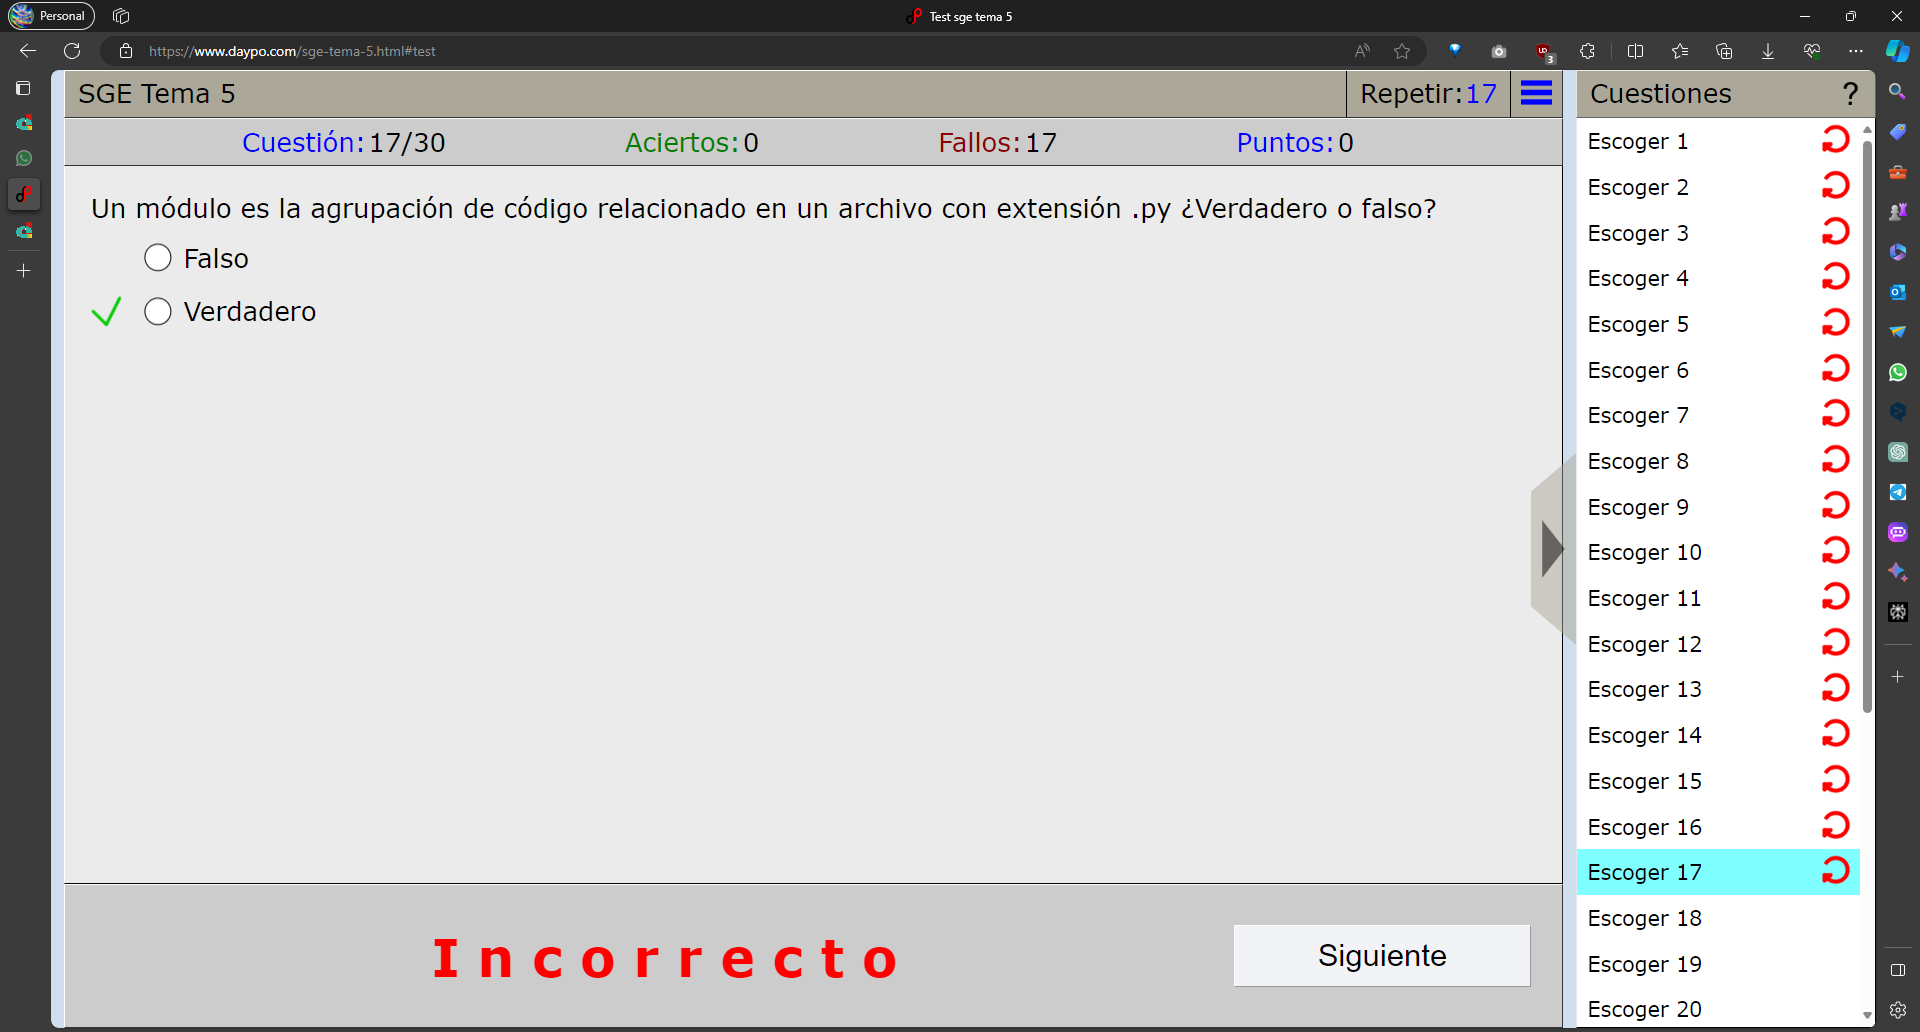 Personal
Test sge tema 5
https://www.daypo.com/sge-tema-5.html#test
3
SGE Tema 5
Repetir:17
Cuestión:17/30
Aciertos:0
Fallos:17
Puntos:0
Un módulo es la agrupación de código relacionado en un archivo con extensión .py ¿Verdadero o falso?
Falso
Verdadero
Incorrecto
Siguiente
Cuestiones
?
Escoger 1
Escoger 2
Escoger 3
Escoger 4
Escoger 5
Escoger 6
Escoger 7
Escoger 8
Escoger 9
Escoger 10
Escoger 11
Escoger 12
Escoger 13
Escoger 14
Escoger 15
Escoger 16
Escoger 17
Escoger 18
Escoger 19
Escoger 20